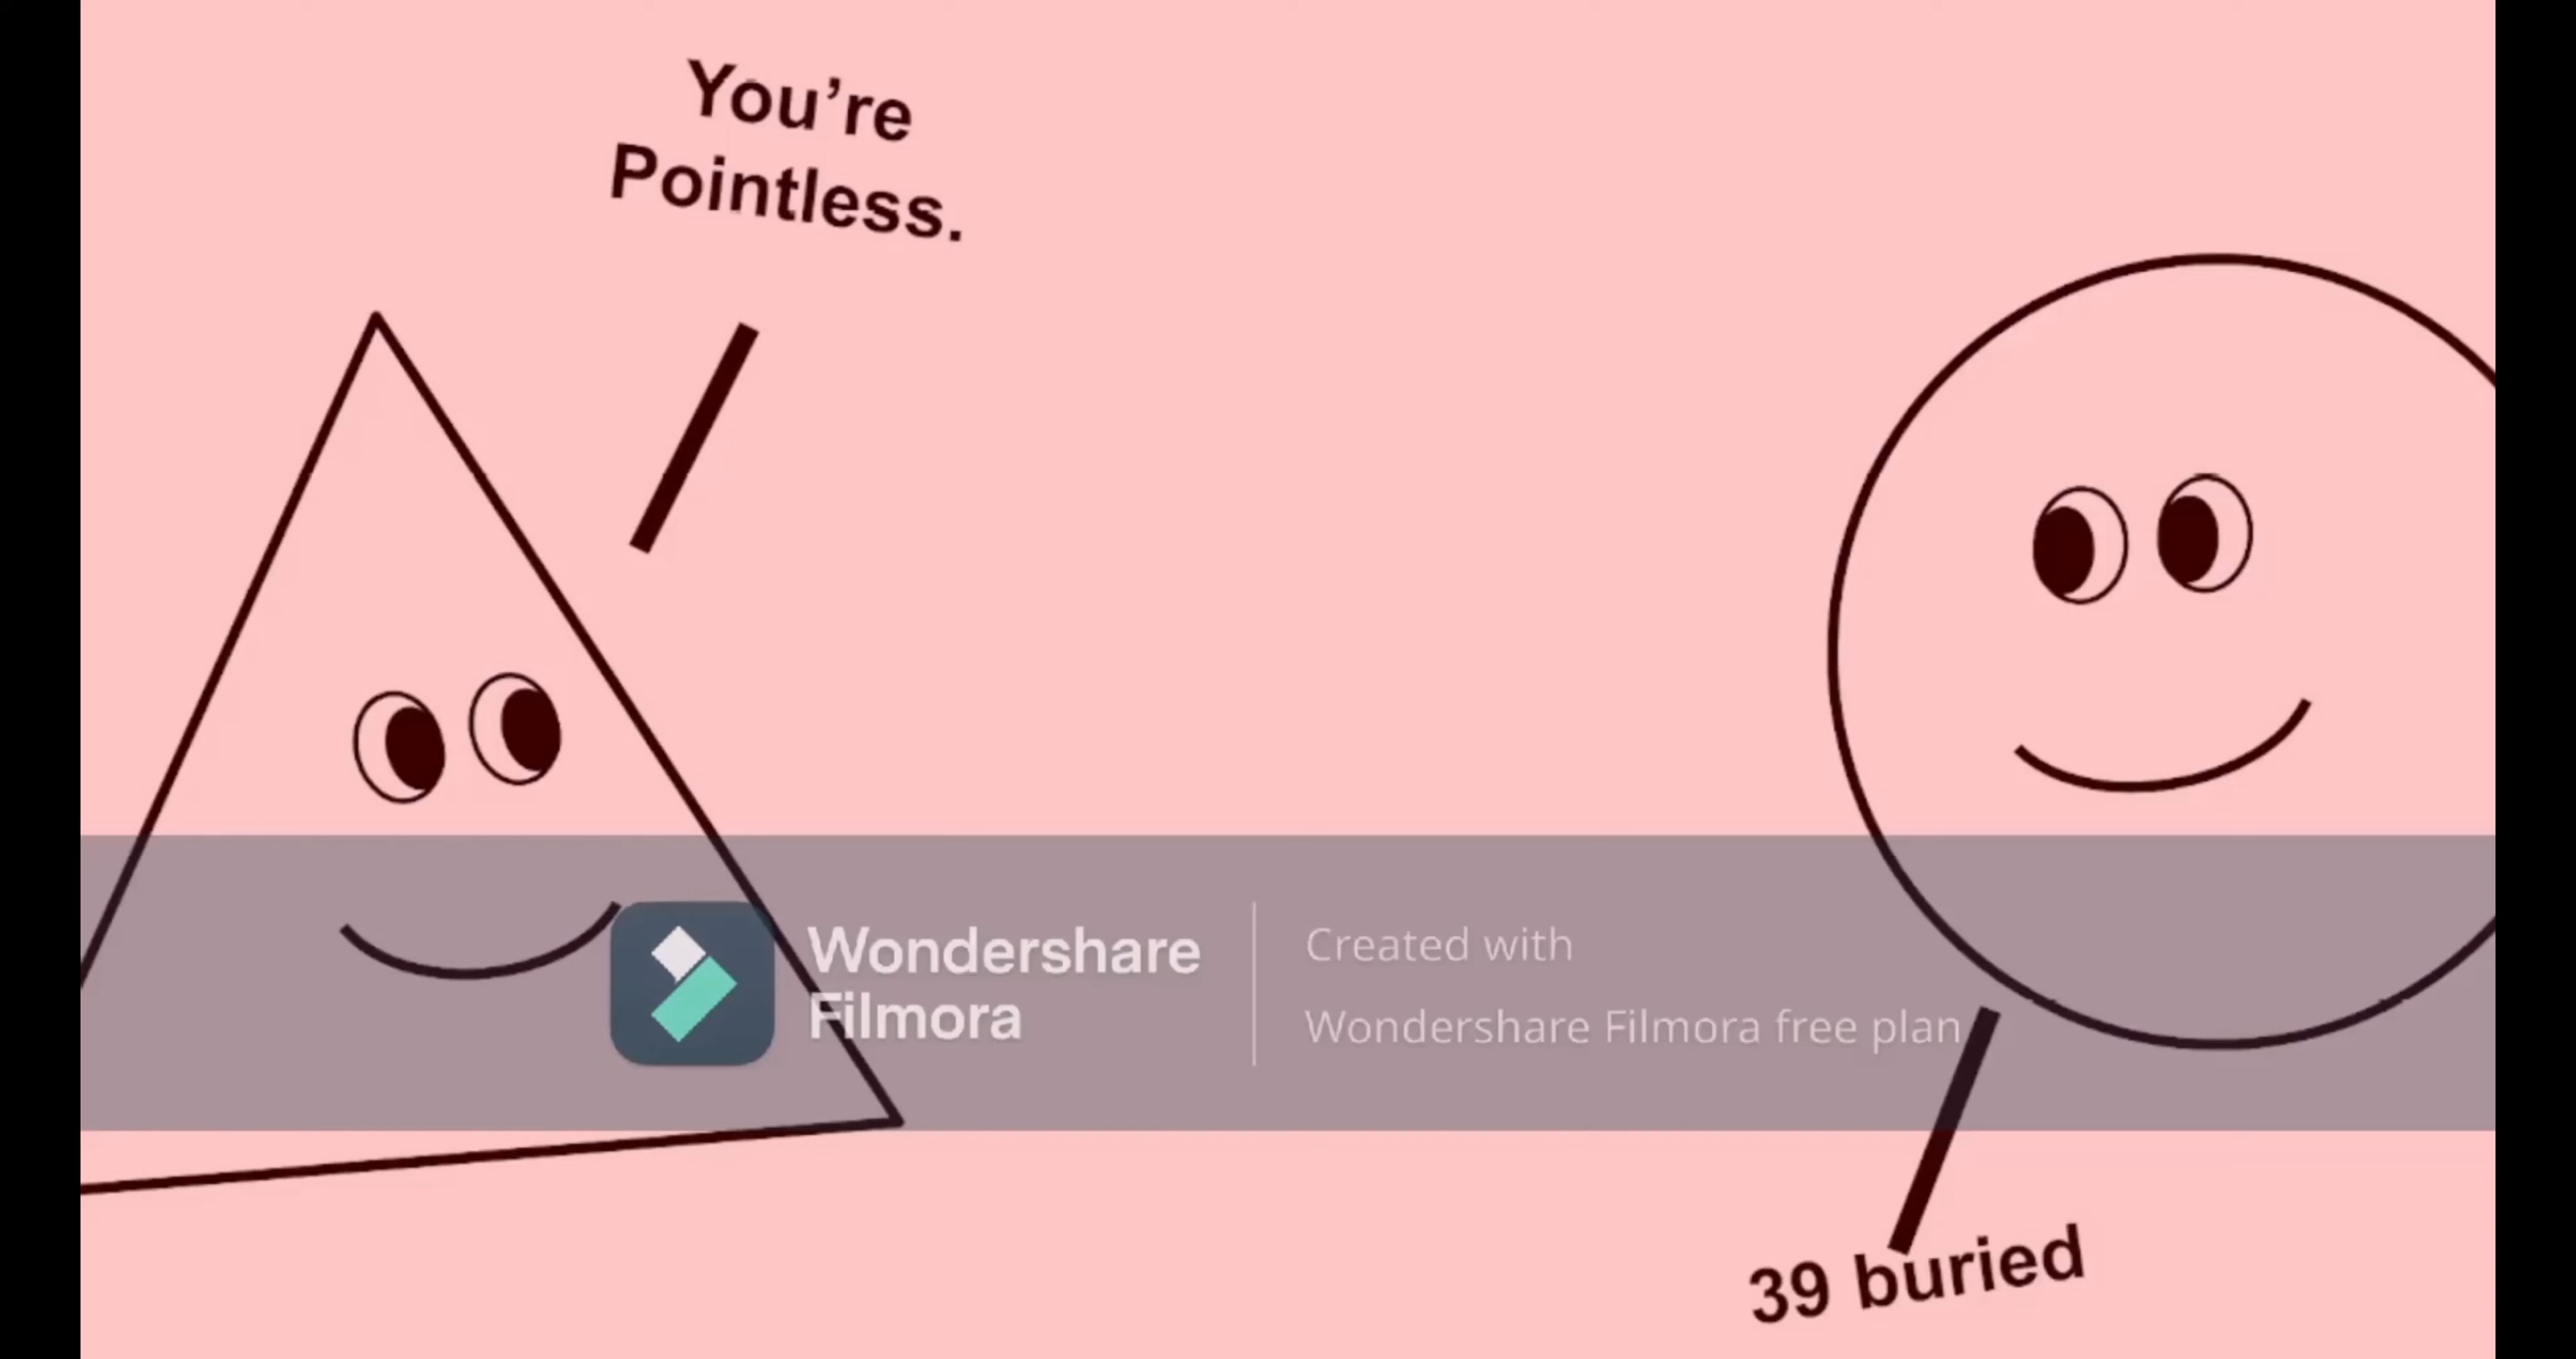 You’re
Pointless.
Wondershare
Filmora
Created with
Wondershare Filmora free plan
39 buried